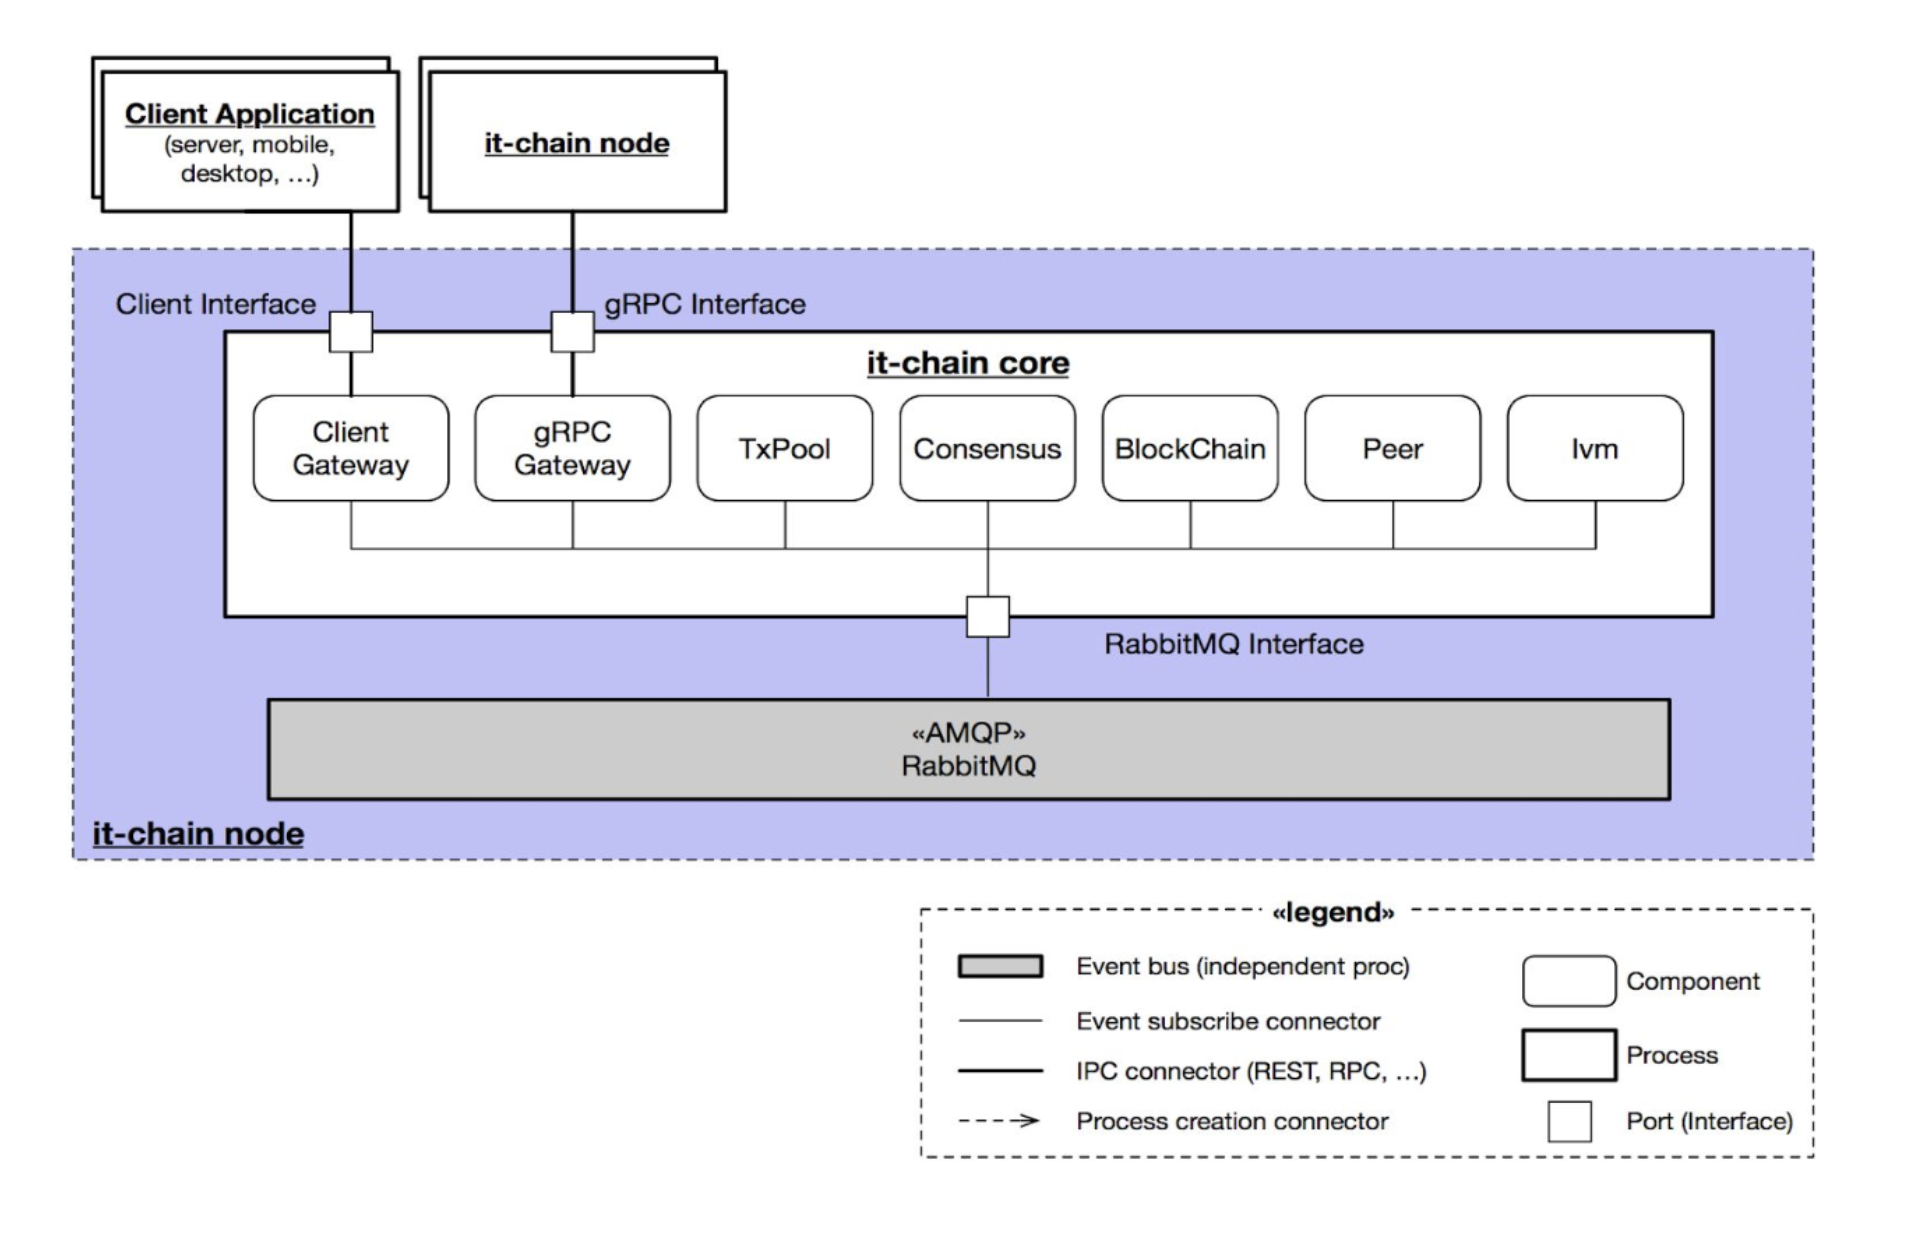 Client Application
(server, mobile,
desktop, ...)
it-chain node
Client Interface
gRPC Interface
it-chain core
Client
Gateway
gRPC
Gateway
TxPool
Consensus
BlockChain
Peer
Ivm
RabbitMQ Interface
«AMQP»
RabbitMQ
it-chain node
«legend»
Event bus (independent proc)
Event subscribe connector
IPC connector (REST, RPC, ...)
Process creation connector
Component
Process
Port (Interface)